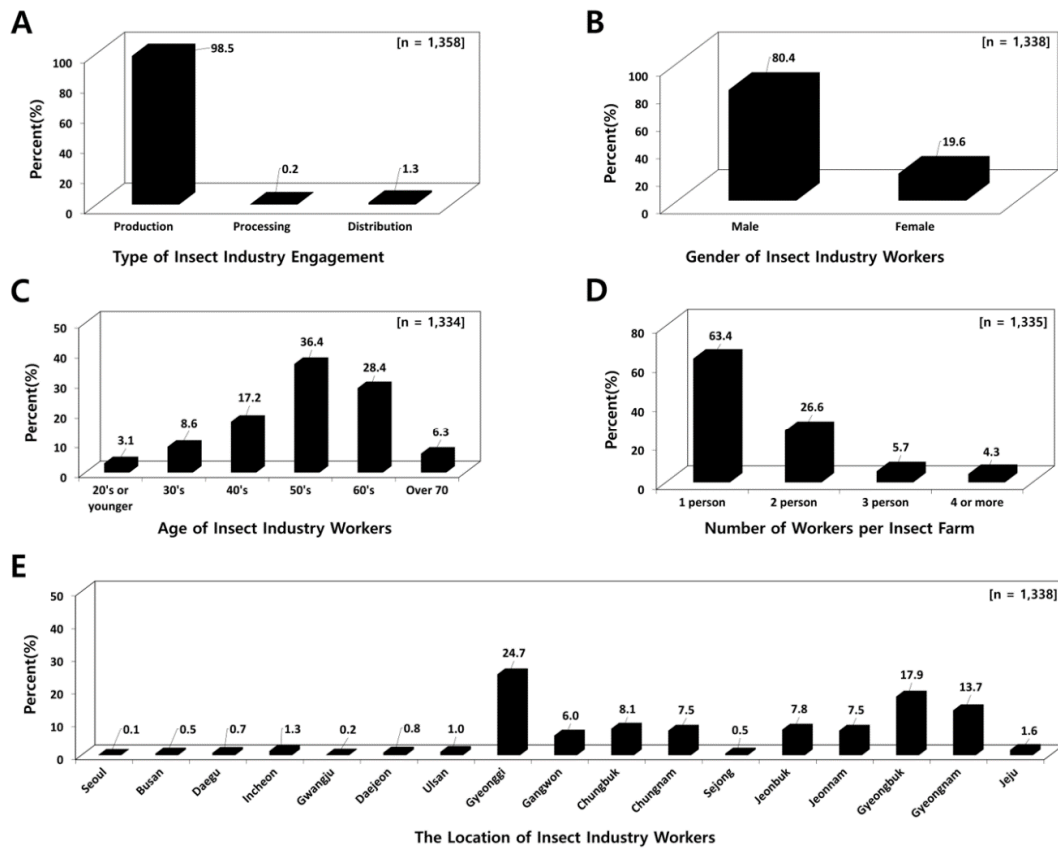 A
[n = 1,358]
Percent(%)
100
80
60
40
20
0
98.5
0.2
1.3
Production Processing Distribution
Type of Insect Industry Engagement
B
[n = 1,338]
Percent(%)
100
80
60
40
20
0
80.4
19.6
Male Female
Gender of Insect Industry Workers
C
[n = 1,334]
Percent(%)
50
40
30
20
10
0
3.1
8.6
17.2
36.4
28.4
6.3
20's or 30's 40's 50's 60's Over 70
younger
Age of Insect Industry Workers
D
[n = 1,335]
Percent(%)
80
60
40
20
0
63.4
26.6
5.7
4.3
1 person 2 person 3 person 4 or more
Number of Workers per Insect Farm
E
[n = 1,338]
Percent(%)
50
40
30
20
10
0
0.1
0.5
0.7
1.3
0.2
0.8
1.0
24.7
6.0
8.1
7.5
0.5
7.8
7.5
17.9
13.7
1.6
Seoul
Busan
Daegu
Incheon
Gwangju
Daejeon
Ulsan
Gyeonggi
Gangwon
Chungbuk
Chungnam
Sejong
Jeonbuk
Jeonnam
Gyeongbuk
Gyeongnam
Jeju
The Location of Insect Industry Workers